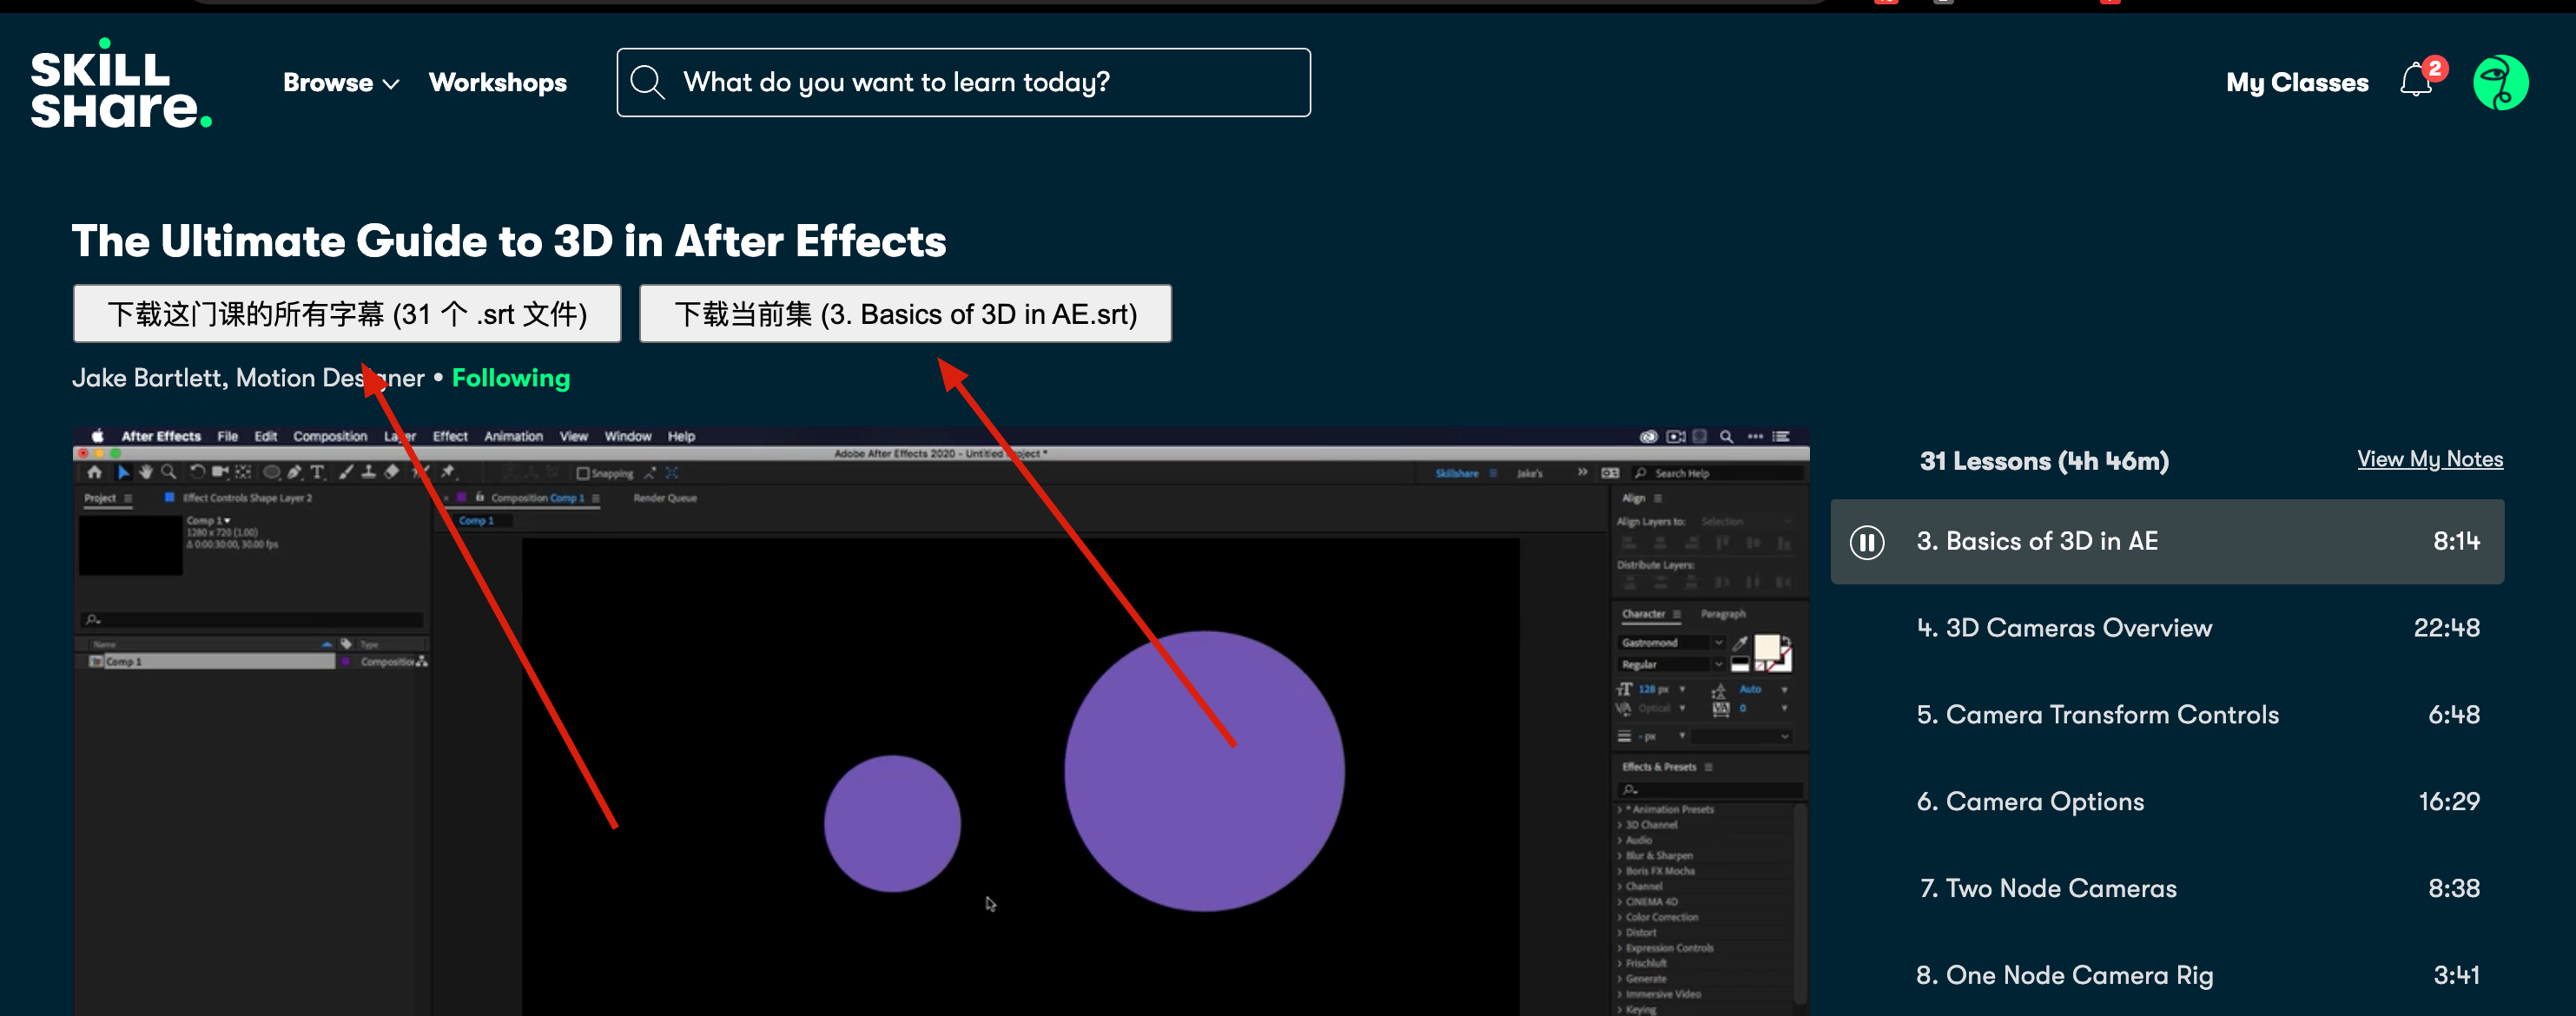 SKILL
SHare.
Browse
Workshops
What do you want to learn today?
My Classes
2
The Ultimate Guide to 3D in After Effects
下载这门课的所有字幕 (31 个 .srt 文件)
下载当前集 (3. Basics of 3D in AE.srt)
Jake Bartlett, Motion Designer • Following
After Effects File Edit Composition Layer Effect Animation View Window Help
Adobe After Effects 2020 - Untitled Project *
Snapping
Skillshare
Jake's
Search Help
Project
Effect Controls Shape Layer 2
Composition Comp 1
Render Queue
Comp 1
1280 x 720 (1.00)
Δ 0:00:30:00, 30.00 fps
Comp 1
Name
Type
Comp 1
Composition
Align
Align Layers to: Selection
Distribute Layers:
Character
Paragraph
Gastromond
Regular
128 px
Auto
Optical
0
- px
Effects & Presets
* Animation Presets
3D Channel
Audio
Blur & Sharpen
Boris FX Mocha
Channel
CINEMA 4D
Color Correction
Distort
Expression Controls
Frischluft
Generate
Immersive Video
Keying
31 Lessons (4h 46m)
View My Notes
3. Basics of 3D in AE 8:14
4. 3D Cameras Overview 22:48
5. Camera Transform Controls 6:48
6. Camera Options 16:29
7. Two Node Cameras 8:38
8. One Node Camera Rig 3:41